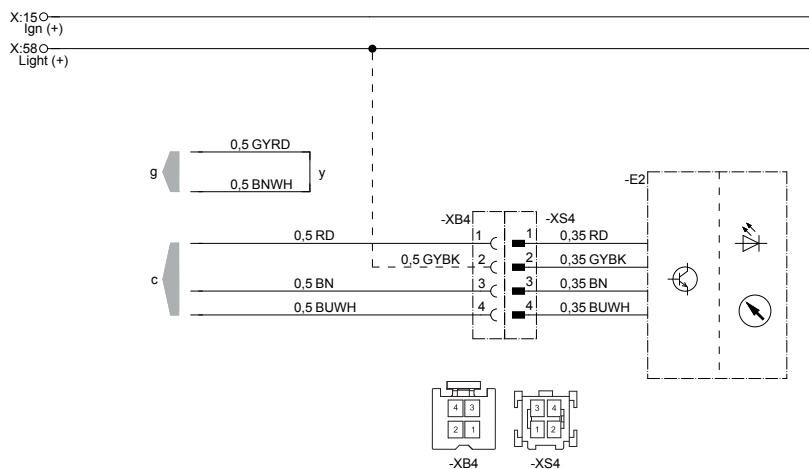 X:15
Ign (+)
X:58
Light (+)
0,5 GYRD
g
y
0,5 BNWH
-E2
-XB4 -XS4
0,5 RD 1 1 0,35 RD
0,5 GYBK 2 2 0,35 GYBK
c
0,5 BN 3 3 0,35 BN
0,5 BUWH 4 4 0,35 BUWH
4 3 3 4
2 1 1 2
-XB4 -XS4